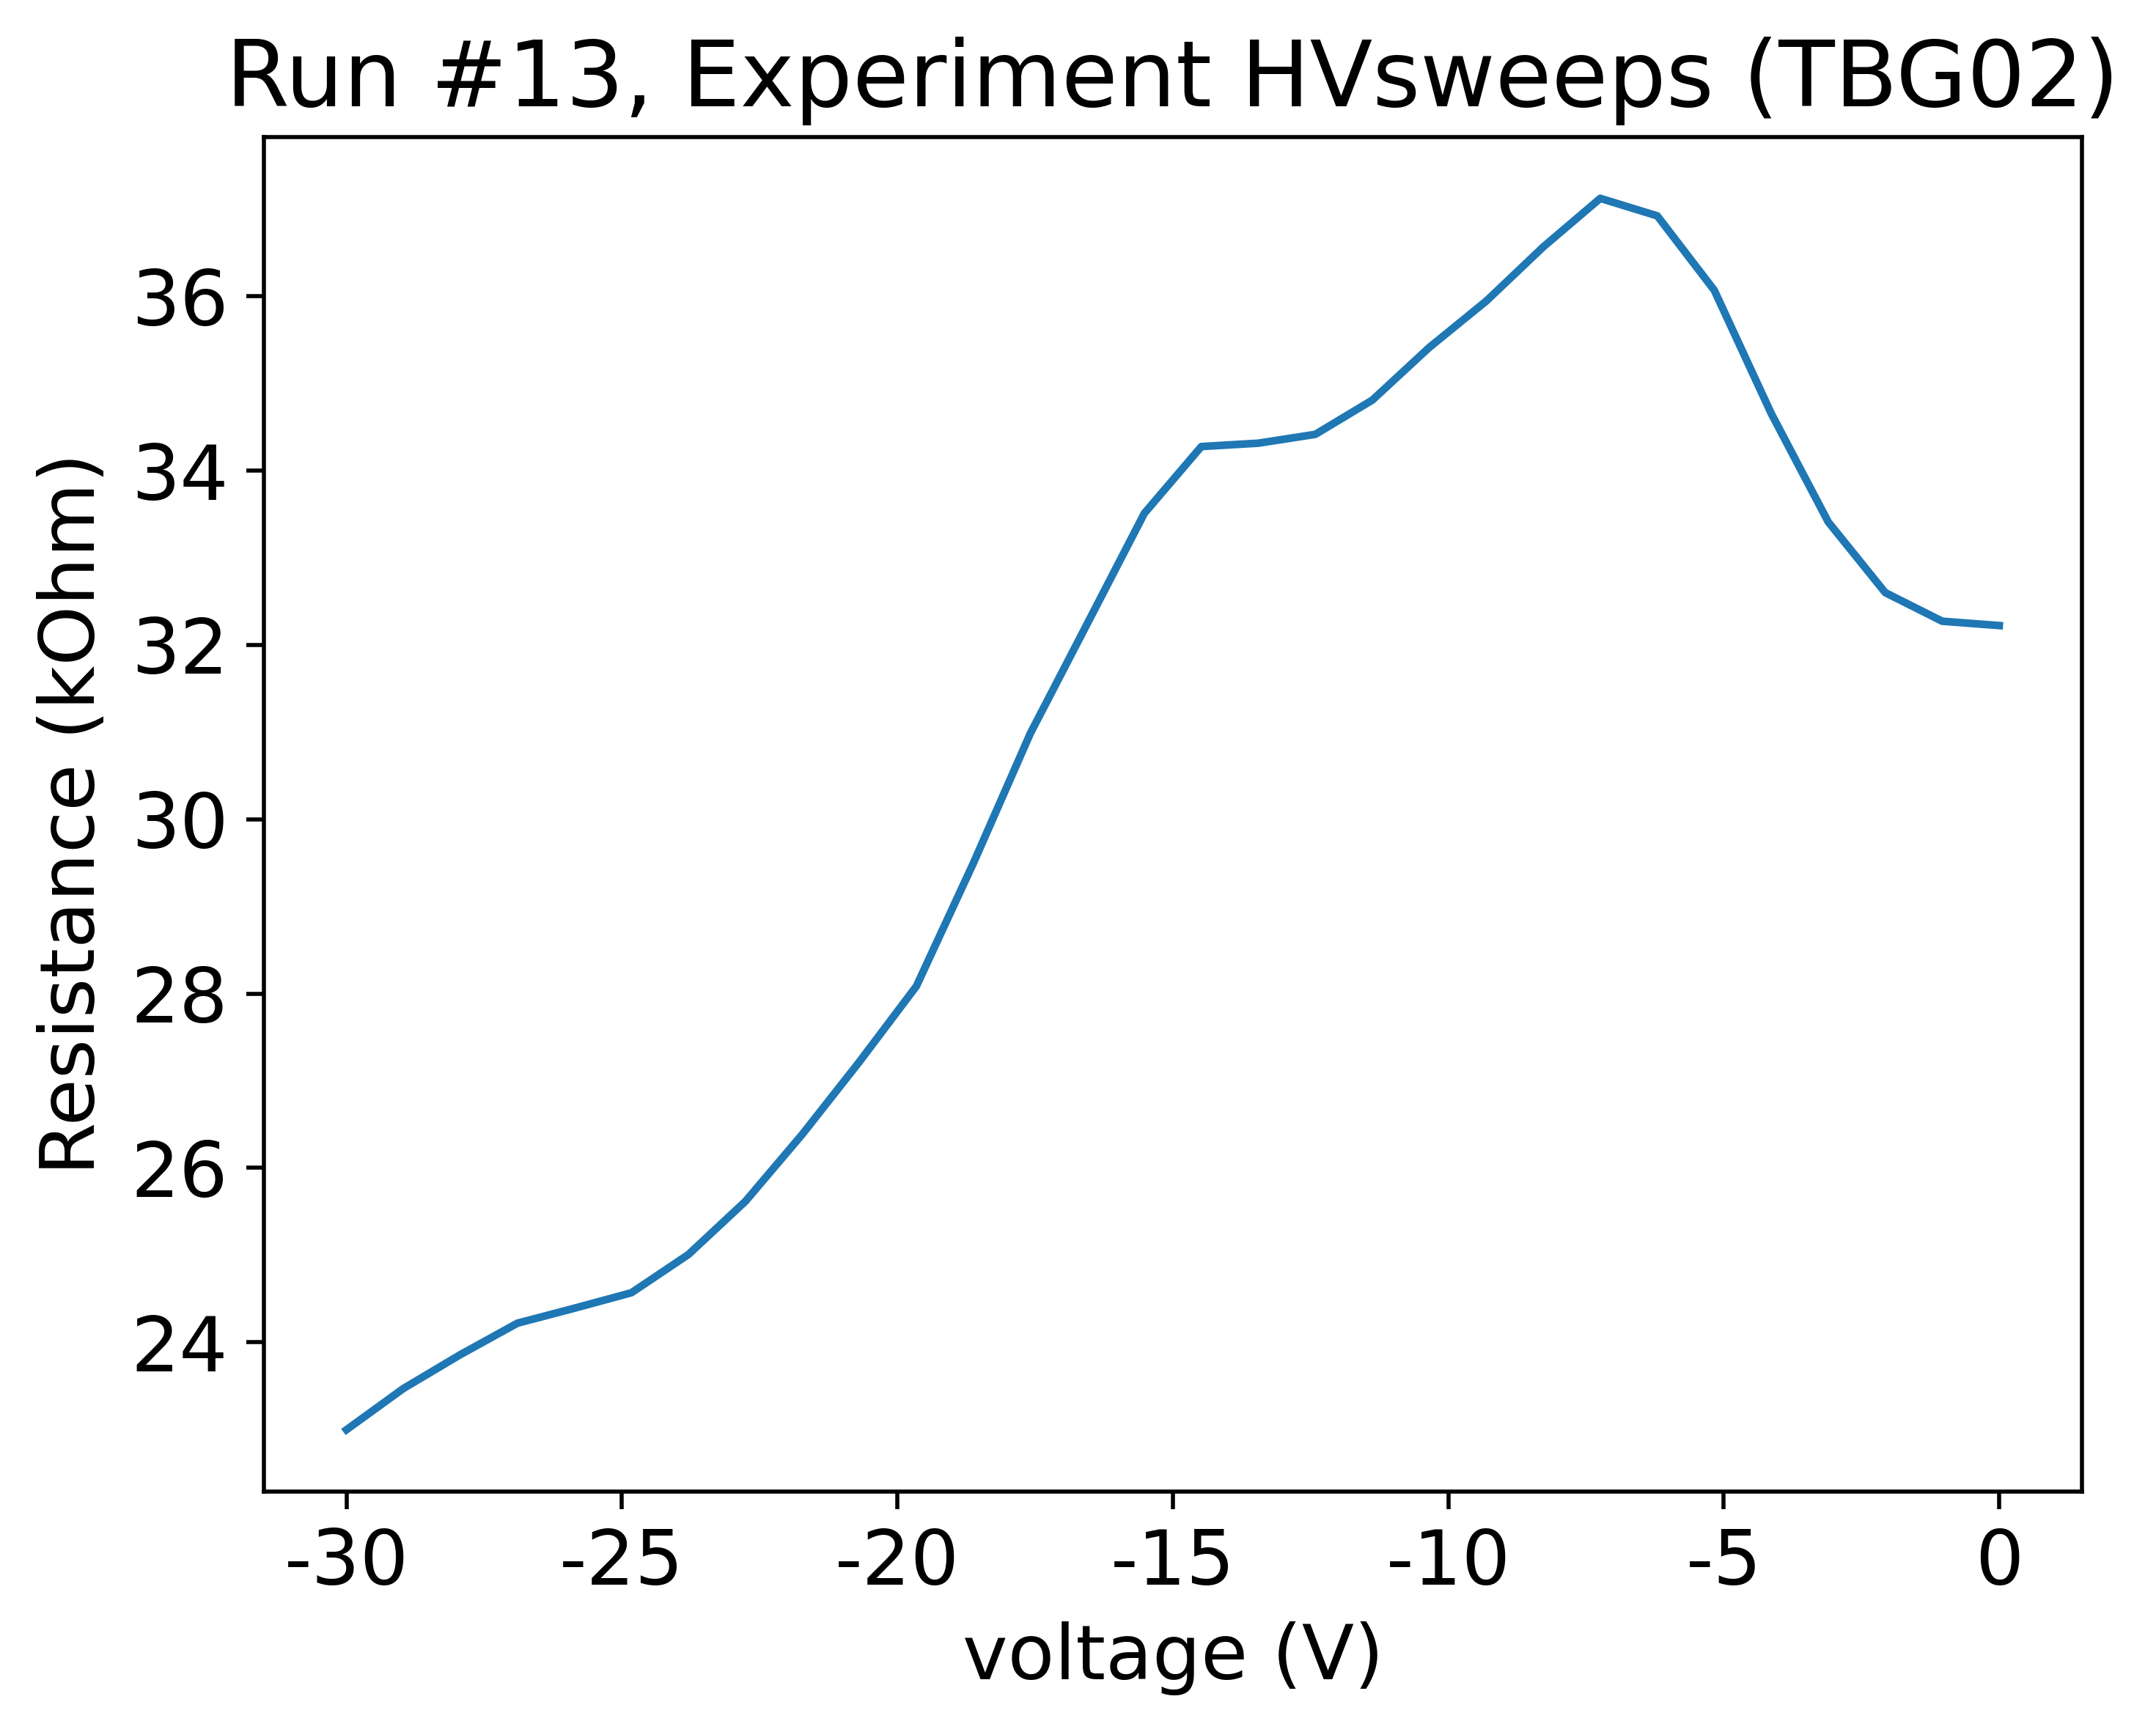 Run #13, Experiment HVsweeps (TBG02)
Resistance (kOhm)
36
34
32
30
28
26
24
-30 -25 -20 -15 -10 -5 0
voltage (V)